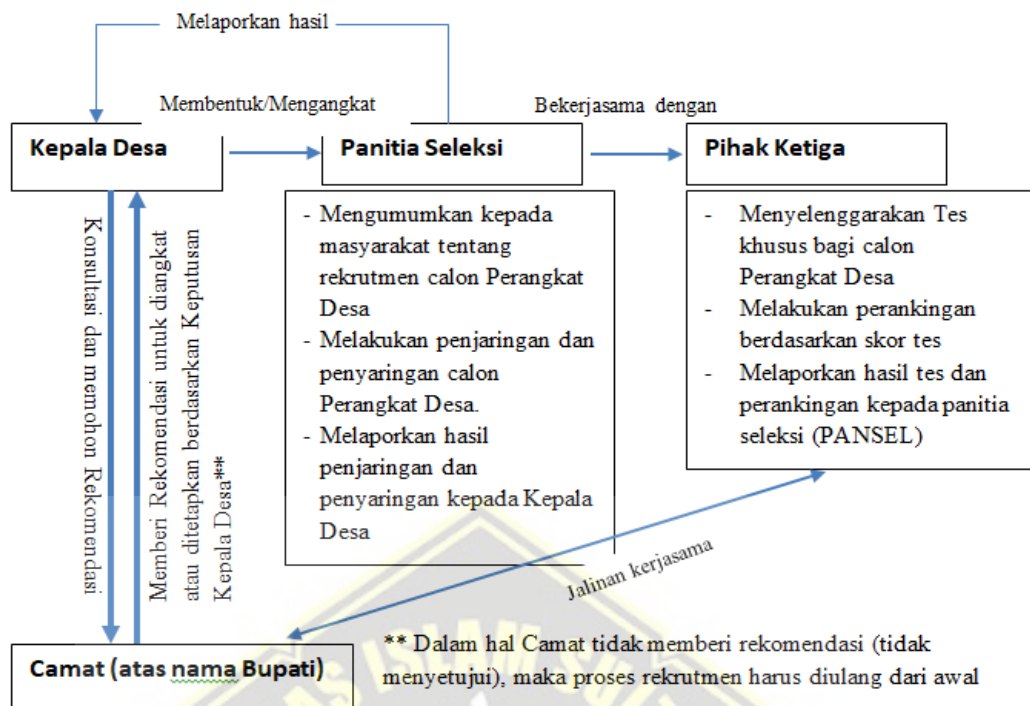 Melaporkan hasil
Membentuk/Mengangkat
Bekerjasama dengan
Kepala Desa
Panitia Seleksi
Pihak Ketiga
- Mengumumkan kepada
masyarakat tentang
rekrutmen calon Perangkat
Desa
- Melakukan penjaringan dan
penyaringan calon
Perangkat Desa.
- Melaporkan hasil
penjaringan dan
penyaringan kepada Kepala
Desa
- Menyelenggarakan Tes
khusus bagi calon
Perangkat Desa
- Melakukan perankingan
berdasarkan skor tes
- Melaporkan hasil tes dan
perankingan kepada panitia
seleksi (PANSEL)
Konsultasi dan memohon Rekomendasi
Memberi Rekomendasi untuk diangkat
atau ditetapkan berdasarkan Keputusan
Kepala Desa**
Jalinan kerjasama
Camat (atas nama Bupati)
** Dalam hal Camat tidak memberi rekomendasi (tidak
menyetujui), maka proses rekrutmen harus diulang dari awal
ISLAM